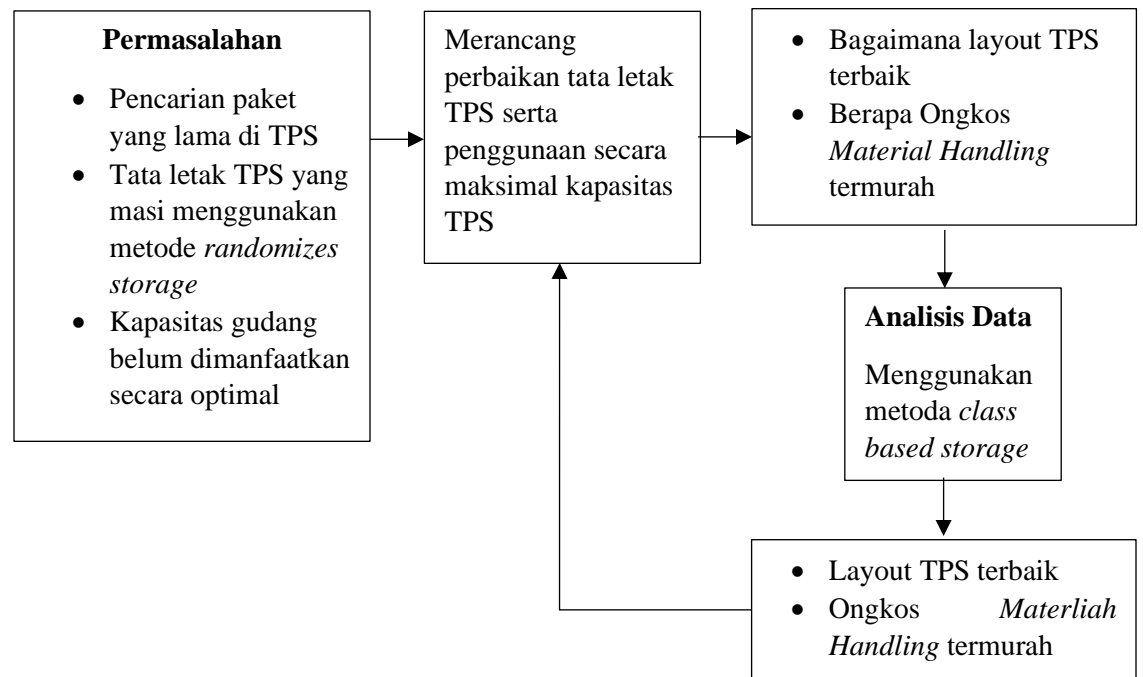 Permasalahan
• Pencarian paket
yang lama di TPS
• Tata letak TPS yang
masi menggunakan
metode randomizes
storage
• Kapasitas gudang
belum dimanfaatkan
secara optimal
Merancang
perbaikan tata letak
TPS serta
penggunaan secara
maksimal kapasitas
TPS
• Bagaimana layout TPS
terbaik
• Berapa Ongkos
Material Handling
termurah
Analisis Data
Menggunakan
metoda class
based storage
• Layout TPS terbaik
• Ongkos Materliah
Handling termurah